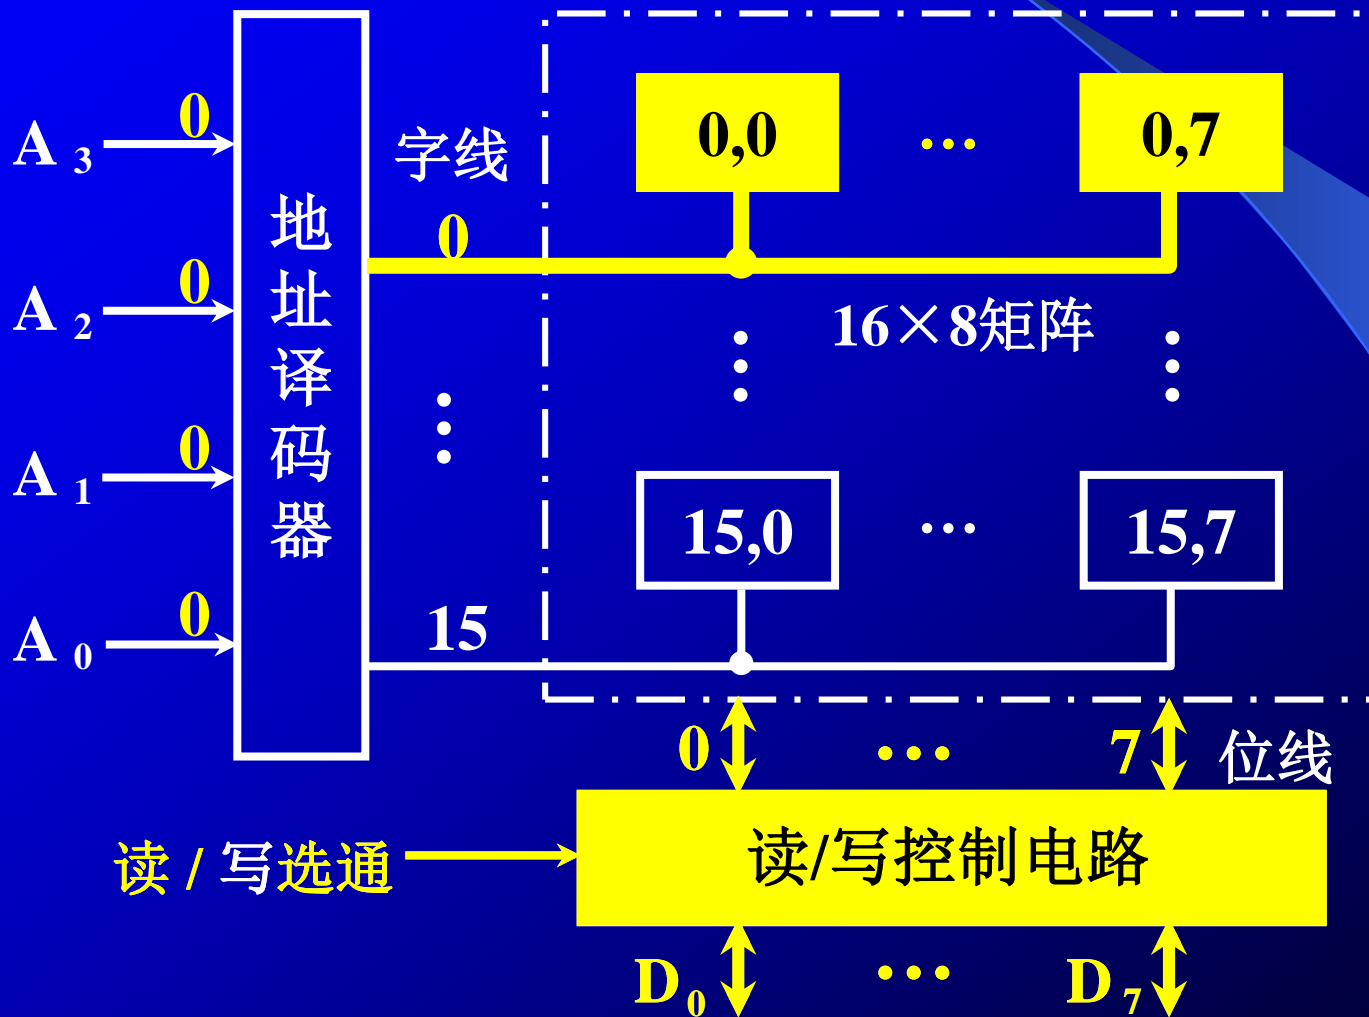 A3 0
A2 0
A1 0
A0 0
地址译码器
字线
0
⋮
15
0,0 … 0,7
16×8矩阵
⋮ ⋮
15,0 … 15,7
0 … 7 位线
读 / 写选通
读/写控制电路
D0 … D7